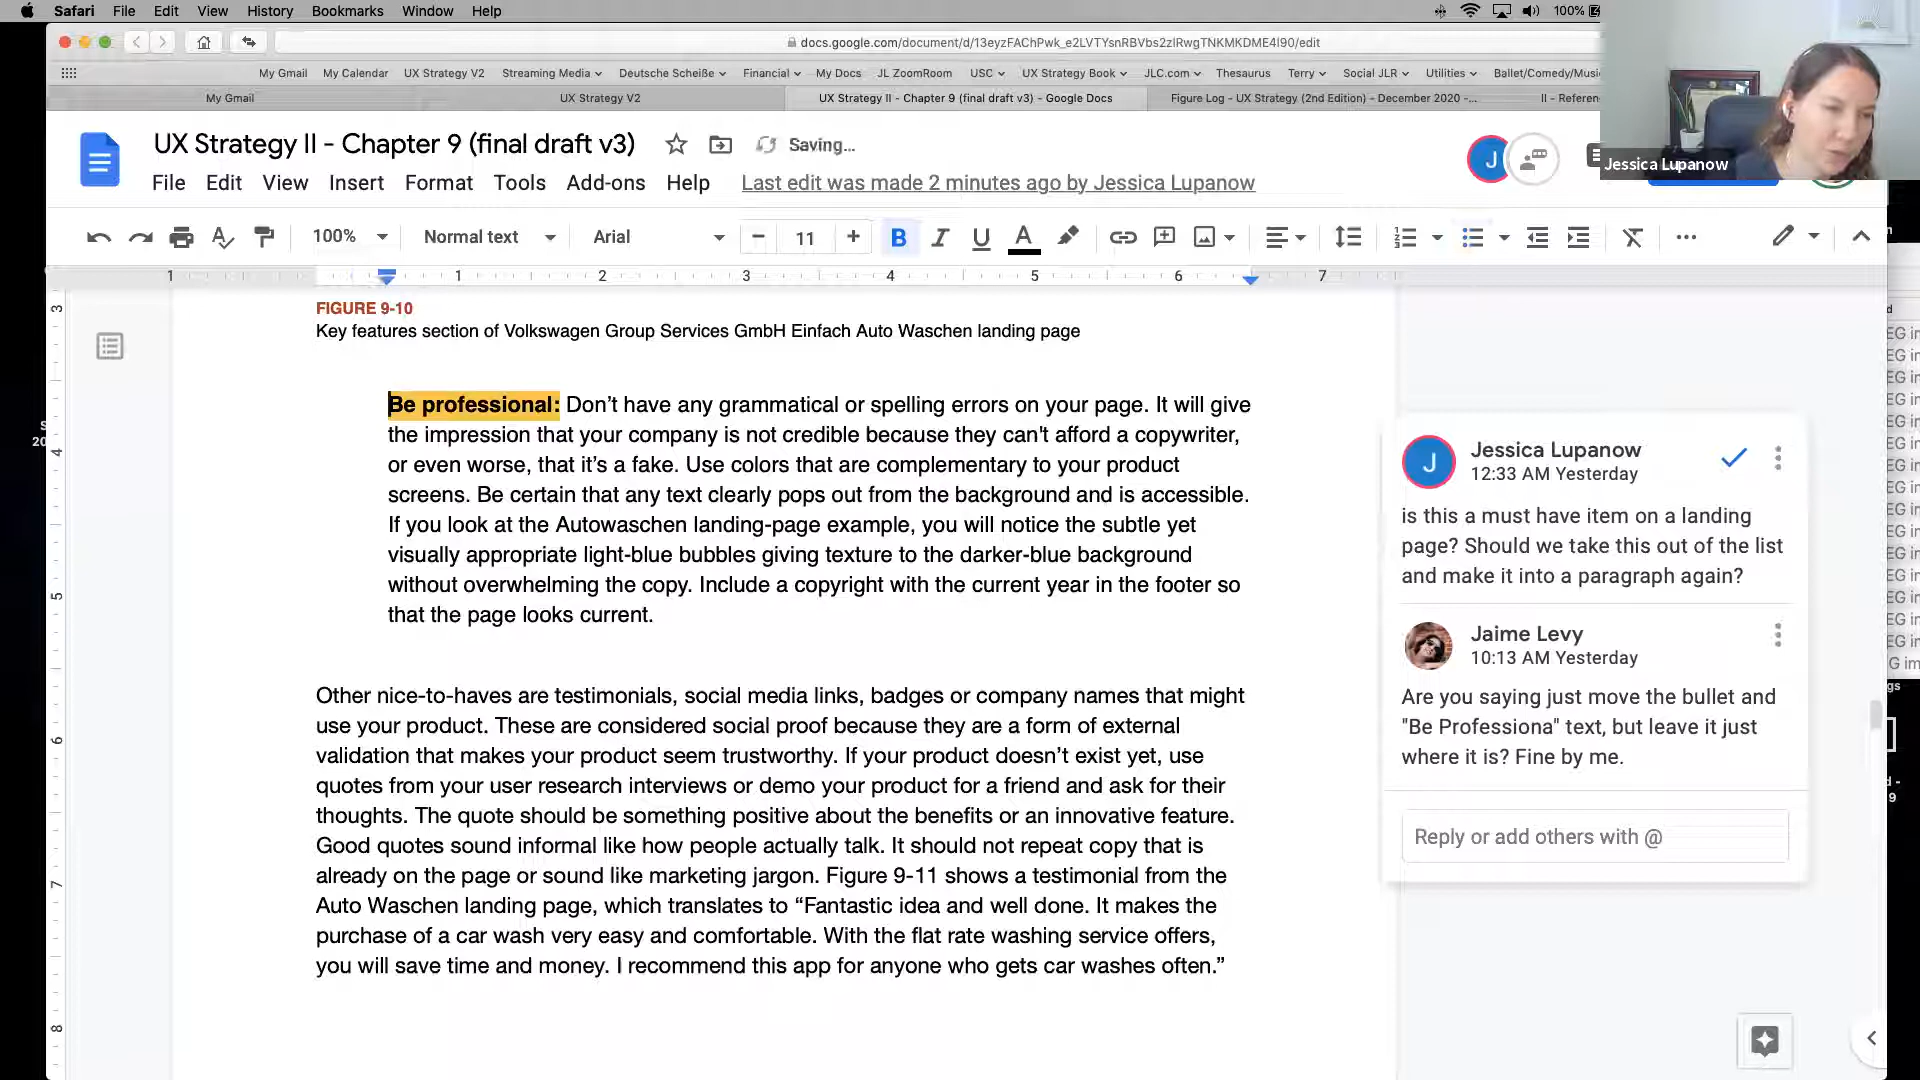 Safari File Edit View History Bookmarks Window Help 100%
docs.google.com/document/d/13eyzFAChPwk_e2LVTYsnRBVbs2zlRwgTNKMKDME4l90/edit
My Gmail My Calendar UX Strategy V2 Streaming Media Deutsche Scheiße Financial My Docs JL ZoomRoom USC UX Strategy Book JLC.com Thesaurus Terry Social JLR Utilities Ballet/Comedy/Musi
My Gmail UX Strategy V2 UX Strategy II - Chapter 9 (final draft v3) - Google Docs Figure Log - UX Strategy (2nd Edition) - December 2020 -... II - Referen
UX Strategy II - Chapter 9 (final draft v3) Saving...
J
Jessica Lupanow
File Edit View Insert Format Tools Add-ons Help Last edit was made 2 minutes ago by Jessica Lupanow
100% Normal text Arial 11 B I U A
1 1 2 3 4 5 6 7
3
4
5
6
7
8
FIGURE 9-10
Key features section of Volkswagen Group Services GmbH Einfach Auto Waschen landing page
Be professional: Don’t have any grammatical or spelling errors on your page. It will give
the impression that your company is not credible because they can't afford a copywriter,
or even worse, that it’s a fake. Use colors that are complementary to your product
screens. Be certain that any text clearly pops out from the background and is accessible.
If you look at the Autowaschen landing-page example, you will notice the subtle yet
visually appropriate light-blue bubbles giving texture to the darker-blue background
without overwhelming the copy. Include a copyright with the current year in the footer so
that the page looks current.
Other nice-to-haves are testimonials, social media links, badges or company names that might
use your product. These are considered social proof because they are a form of external
validation that makes your product seem trustworthy. If your product doesn’t exist yet, use
quotes from your user research interviews or demo your product for a friend and ask for their
thoughts. The quote should be something positive about the benefits or an innovative feature.
Good quotes sound informal like how people actually talk. It should not repeat copy that is
already on the page or sound like marketing jargon. Figure 9-11 shows a testimonial from the
Auto Waschen landing page, which translates to “Fantastic idea and well done. It makes the
purchase of a car wash very easy and comfortable. With the flat rate washing service offers,
you will save time and money. I recommend this app for anyone who gets car washes often.”
J
Jessica Lupanow
12:33 AM Yesterday
is this a must have item on a landing
page? Should we take this out of the list
and make it into a paragraph again?
Jaime Levy
10:13 AM Yesterday
Are you saying just move the bullet and
"Be Professiona" text, but leave it just
where it is? Fine by me.
Reply or add others with @